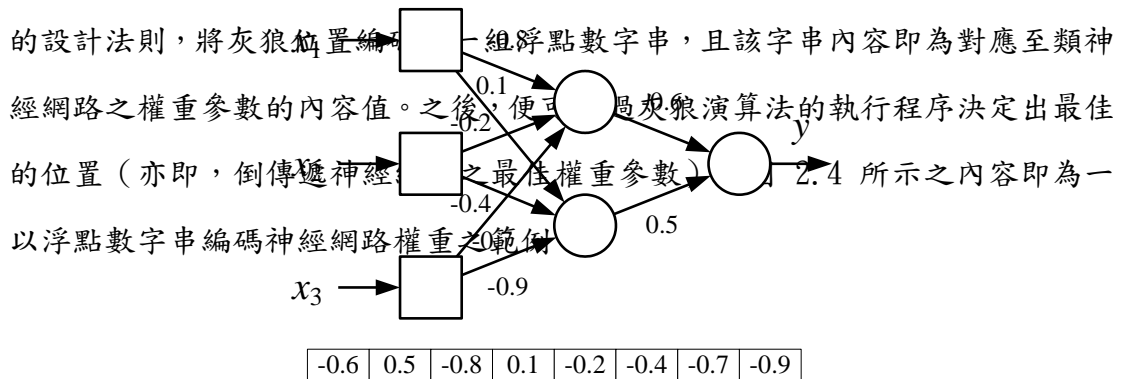 的設計法則，將灰狼位置編碼一組浮點數字串，且該字串內容即為對應至類神
經網路之權重參數的內容值。之後，便可過灰狼演算法的執行程序決定出最佳
的位置（亦即，倒傳遞神經之最佳權重參數） 2.4 所示之內容即為一
以浮點數字串編碼神經網路權重之範例
-0.8
0.1
-0.6
-0.2
y
-0.4
0.5
x3
-0.9
-0.6 0.5 -0.8 0.1 -0.2 -0.4 -0.7 -0.9